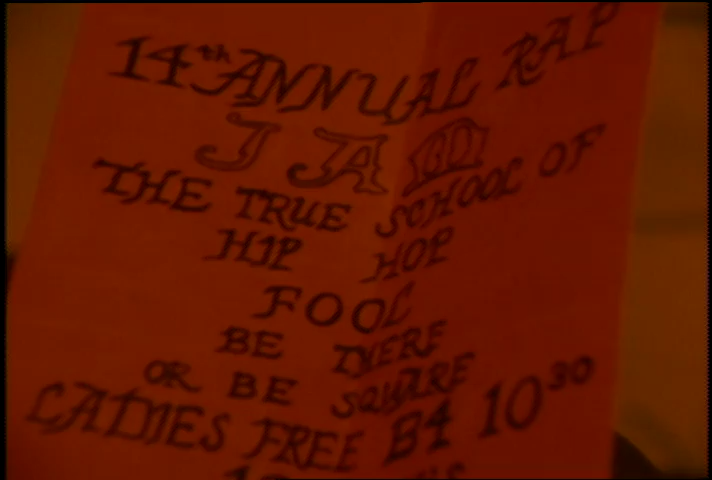 14th ANNUAL RAP
J JAM
THE TRUE SCHOOL OF
HIP HOP
FOOL
BE THERE
OR BE SQUARE
LADIES FREE B4 10 30